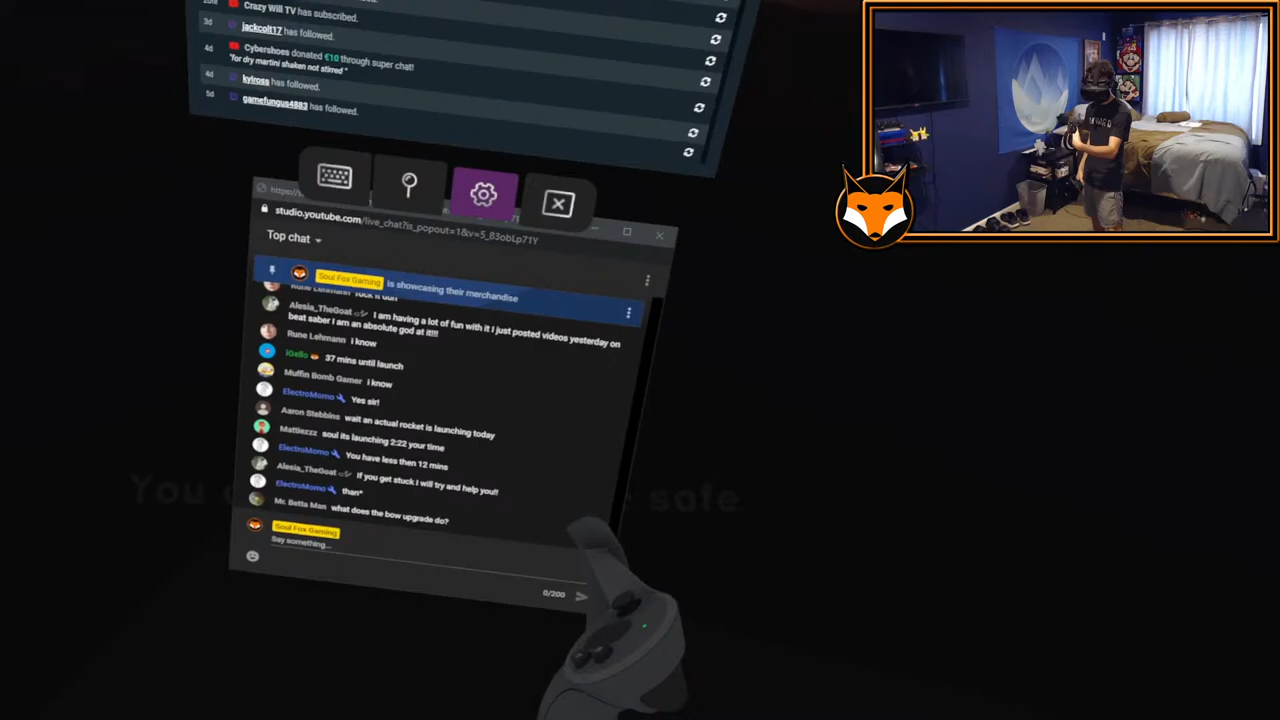 Crazy Will TV has subscribed.
3d jackcolt17 has followed.
4d Cybershoes donated €10 through super chat!
"for dry martini shaken not stirred "
4d kyiross has followed.
5d gamefungus4883 has followed.
studio.youtube.com/live_chat?is_popout=1&v=5_83obLp71Y
Top chat
Soul Fox Gaming is showcasing their merchandise
Rune Lehmann
Alesia_TheGoat I am having a lot of fun with it I just posted videos yesterday on
beat saber I am an absolute god at it!!!
Rune Lehmann i know
IGello 37 mins until launch
Muffin Bomb Gamer i know
ElectroMomo Yes sir!
Aaron Stebbins wait an actual rocket is launching today
Mattlezzz soul its launching 2:22 your time
ElectroMomo You have less then 12 mins
Alesia_TheGoat If you get stuck I will try and help you!!
ElectroMomo than*
Mr. Betta Man what does the bow upgrade do?
Soul Fox Gaming
Say something...
0/200
You
safe